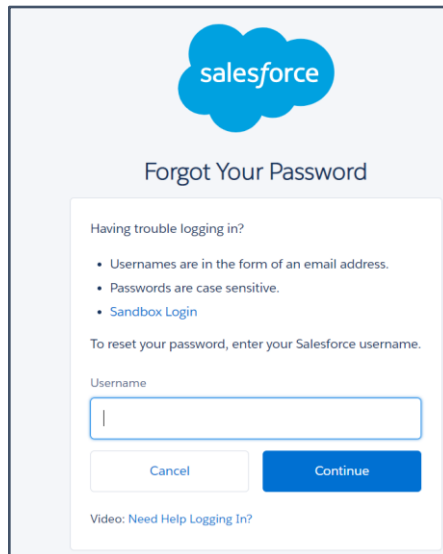 salesforce
Forgot Your Password
Having trouble logging in?
• Usernames are in the form of an email address.
• Passwords are case sensitive.
• Sandbox Login
To reset your password, enter your Salesforce username.
Username
Cancel
Continue
Video: Need Help Logging In?